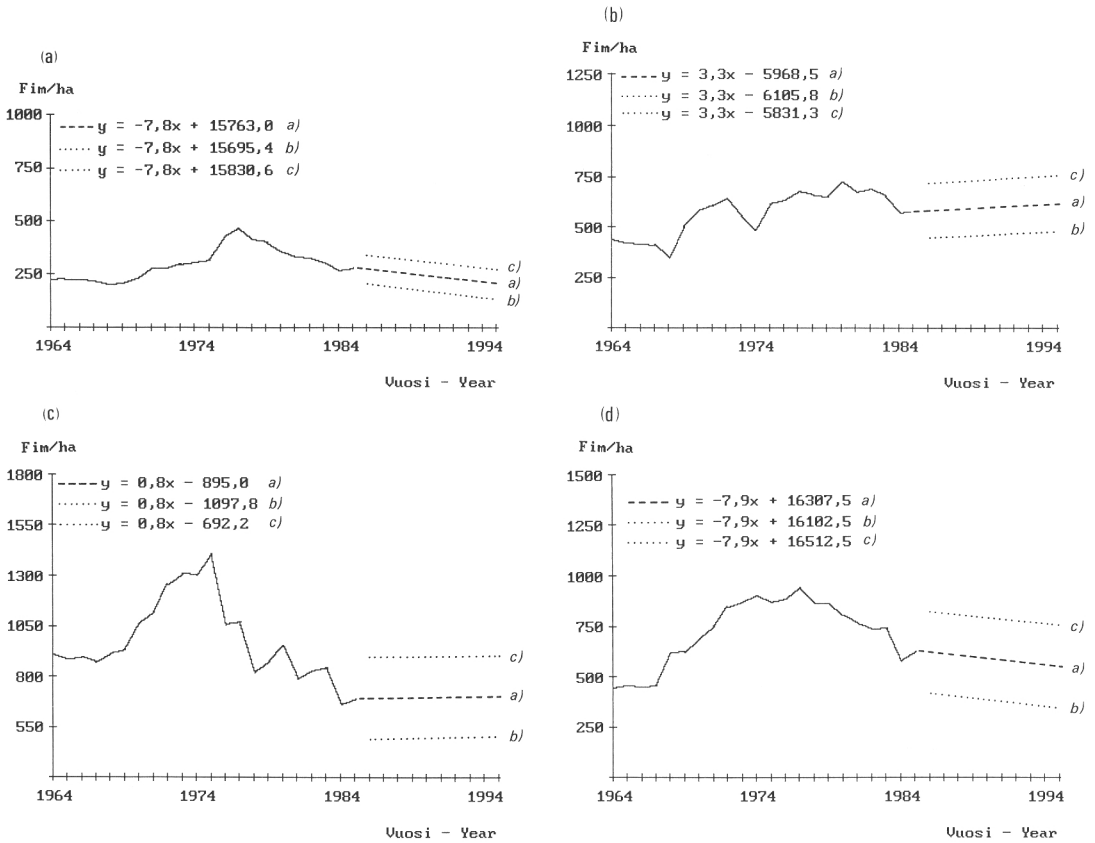 (a)
Fim/ha
1000
750
500
250
y = -7,8x + 15763,0 a)
y = -7,8x + 15695,4 b)
y = -7,8x + 15830,6 c)
c)
a)
b)
1964 1974 1984 1994
Vuosi - Year
(b)
Fim/ha
1250
1000
750
500
250
y = 3,3x - 5968,5 a)
y = 3,3x - 6105,8 b)
y = 3,3x - 5831,3 c)
c)
a)
b)
1964 1974 1984 1994
Vuosi - Year
(c)
Fim/ha
1800
1550
1300
1050
800
550
y = 0,8x - 895,0 a)
y = 0,8x - 1097,8 b)
y = 0,8x - 692,2 c)
c)
a)
b)
1964 1974 1984 1994
Vuosi - Year
(d)
Fim/ha
1500
1250
1000
750
500
250
y = -7,9x + 16307,5 a)
y = -7,9x + 16102,5 b)
y = -7,9x + 16512,5 c)
c)
a)
b)
1964 1974 1984 1994
Vuosi - Year